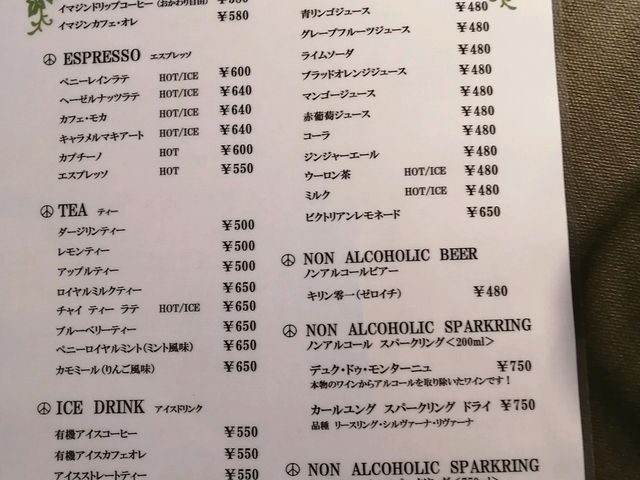 イマジンドリップコーヒー（おかわり自由）
イマジンカフェ・オレ ￥580
ESPRESSO エスプレッソ
ペニーレインラテ HOT/ICE ￥600
ヘーゼルナッツラテ HOT/ICE ￥640
カフェ・モカ HOT/ICE ￥640
キャラメルマキアート HOT/ICE ￥640
カプチーノ HOT ￥600
エスプレッソ HOT ￥550
TEA ティー
ダージリンティー ￥500
レモンティー ￥500
アップルティー ￥500
ロイヤルミルクティー ￥650
チャイ ティー ラテ HOT/ICE ￥650
ブルーベリーティー ￥650
ペニーロイヤルミント(ミント風味) ￥650
カモミール(りんご風味) ￥650
ICE DRINK アイスドリンク
有機アイスコーヒー ￥550
有機アイスカフェオレ ￥550
アイスストレートティー ￥550
青リンゴジュース ￥480
グレープフルーツジュース ￥480
ライムソーダ ￥480
ブラッドオレンジジュース ￥480
マンゴージュース ￥480
赤葡萄ジュース ￥480
コーラ ￥480
ジンジャーエール ￥480
ウーロン茶 HOT/ICE ￥480
ミルク HOT/ICE ￥480
ビクトリアンレモネード ￥650
NON ALCOHOLIC BEER
ノンアルコールビアー
キリン零一（ゼロイチ） ￥480
NON ALCOHOLIC SPARKRING
ノンアルコール スパークリング＜200ml＞
デュク・ドゥ・モンターニュ ￥750
本物のワインからアルコールを取り除いたワインです！
カールユング スパークリング ドライ ￥750
品種 リースリング・シルヴァーナ・リヴァーナ
NON ALCOHOLIC SPARKRING